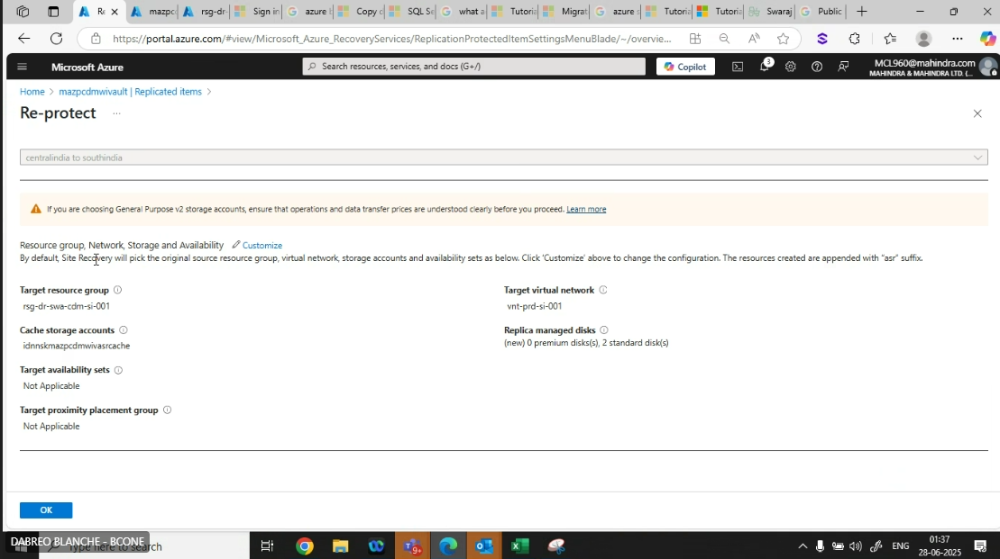 Re
mazpc
rsg-dr-
Sign in
azure l
Copy c
SQL Se
what a
Tutoria
Migrat
azure s
Tutoria
Tutoria
Swaraj
Public
https://portal.azure.com/#view/Microsoft_Azure_RecoveryServices/ReplicationProtectedItemSettingsMenuBlade/~/overvie...
Microsoft Azure
Search resources, services, and docs (G+/)
Copilot
3
MCL960@mahindra.com
MAHINDRA & MAHINDRA LTD. (...
Home > mazpcdmwivault | Replicated items >
Re-protect ...
centralindia to southindia
If you are choosing General Purpose v2 storage accounts, ensure that operations and data transfer prices are understood clearly before you proceed. Learn more
Resource group, Network, Storage and Availability Customize
By default, Site Recovery will pick the original source resource group, virtual network, storage accounts and availability sets as below. Click 'Customize' above to change the configuration. The resources created are appended with "asr" suffix.
Target resource group
rsg-dr-swa-cdm-si-001
Target virtual network
vnt-prd-si-001
Cache storage accounts
idnnskmazpcdmwivasrcache
Replica managed disks
(new) 0 premium disks(s), 2 standard disk(s)
Target availability sets
Not Applicable
Target proximity placement group
Not Applicable
OK
DABREO BLANCHE - BCONE
Type here to search
9+
ENG
01:37
28-06-2025